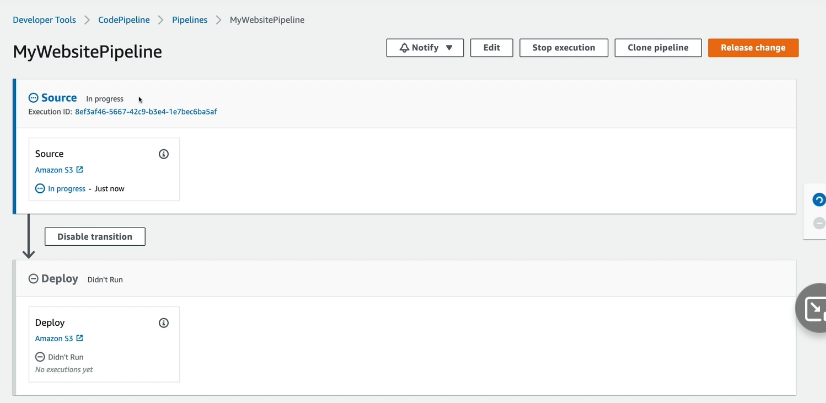 Developer Tools > CodePipeline > Pipelines > MyWebsitePipeline
MyWebsitePipeline
Notify ▼ Edit Stop execution Clone pipeline Release change
Source In progress
Execution ID: 8ef3af46-5667-42c9-b3e4-1e7bec6ba5af
Source
Amazon S3
In progress - Just now
Disable transition
Deploy Didn't Run
Deploy
Amazon S3
Didn't Run
No executions yet